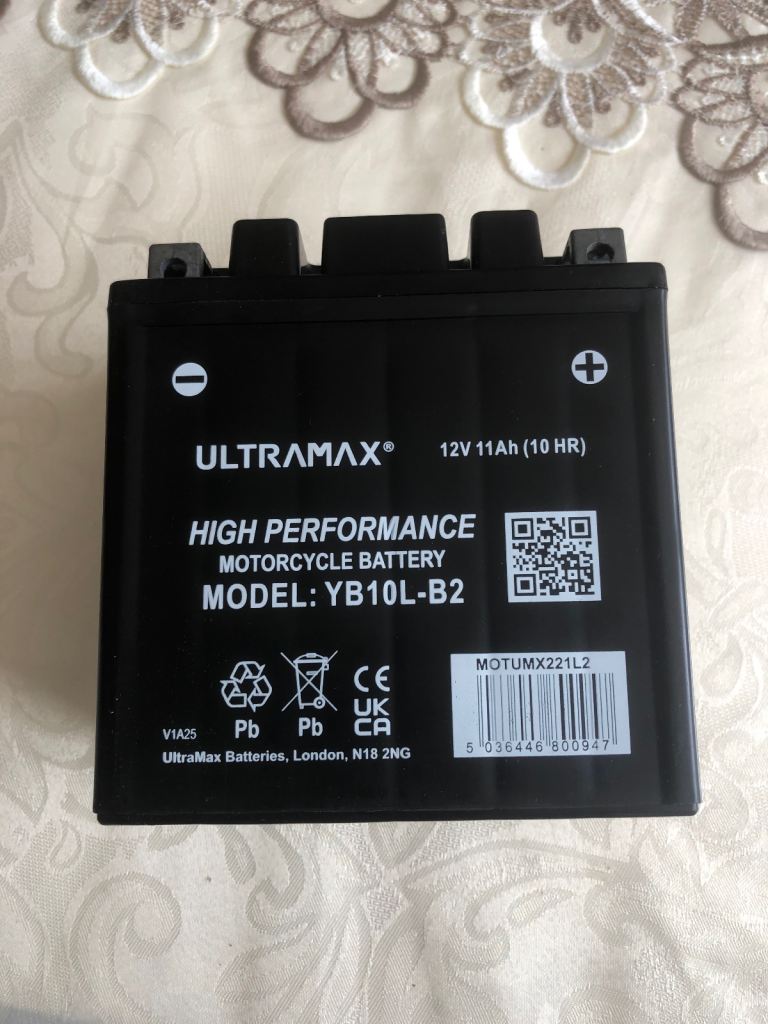 ULTRAMAX® 12V 11Ah (10 HR)
HIGH PERFORMANCE
MOTORCYCLE BATTERY
MODEL: YB10L-B2
MOTUMX221L2
5 036446 800947
CE
UK
CA
Pb Pb
V1A25
UltraMax Batteries, London, N18 2NG